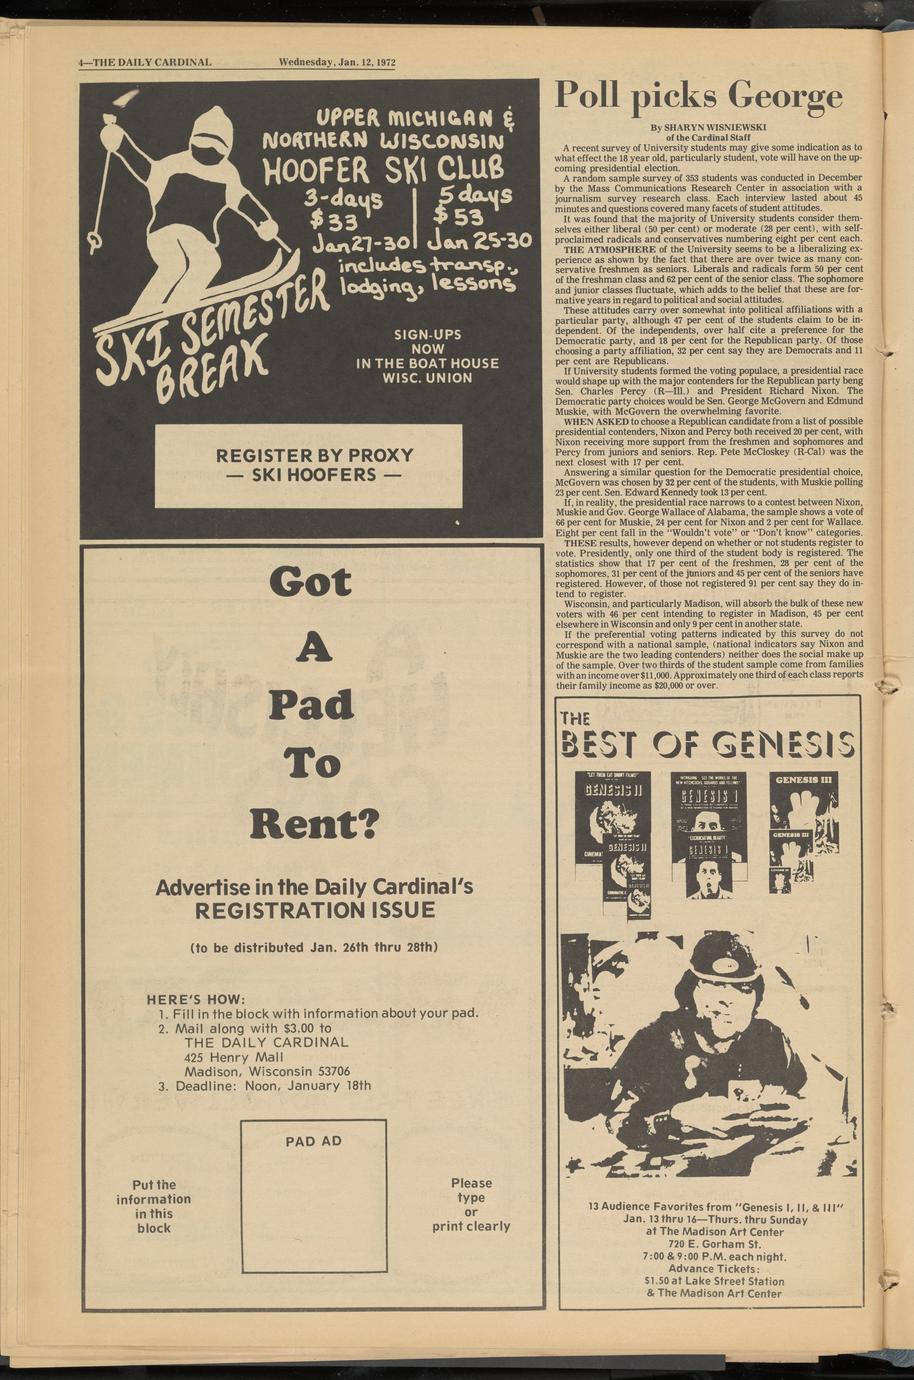 4—THE DAILY CARDINAL Wednesday, Jan. 12, 1972
UPPER MICHIGAN &
NORTHERN WISCONSIN
HOOFER SKI CLUB
3-days
$33
Jan 27-30
5 days
$53
Jan 25-30
includes transp.,
lodging, lessons
SKI SEMESTER
BREAK
SIGN-UPS
NOW
IN THE BOAT HOUSE
WISC. UNION
REGISTER BY PROXY
— SKI HOOFERS —
Got
A
Pad
To
Rent?
Advertise in the Daily Cardinal's
REGISTRATION ISSUE
(to be distributed Jan. 26th thru 28th)
HERE'S HOW:
1. Fill in the block with information about your pad.
2. Mail along with $3.00 to
THE DAILY CARDINAL
425 Henry Mall
Madison, Wisconsin 53706
3. Deadline: Noon, January 18th
PAD AD
Put the
information
in this
block
Please
type
or
print clearly
Poll picks George
By SHARYN WISNIEWSKI
of the Cardinal Staff
A recent survey of University students may give some indication as to
what effect the 18 year old, particularly student, vote will have on the up-
coming presidential election.
A random sample survey of 353 students was conducted in December
by the Mass Communications Research Center in association with a
journalism survey research class. Each interview lasted about 45
minutes and questions covered many facets of student attitudes.
It was found that the majority of University students consider them-
selves either liberal (50 per cent) or moderate (28 per cent), with self-
proclaimed radicals and conservatives numbering eight per cent each.
THE ATMOSPHERE of the University seems to be a liberalizing ex-
perience as shown by the fact that there are over twice as many con-
servative freshmen as seniors. Liberals and radicals form 50 per cent
of the freshman class and 62 per cent of the senior class. The sophomore
and junior classes fluctuate, which adds to the belief that these are for-
mative years in regard to political and social attitudes.
These attitudes carry over somewhat into political affiliations with a
particular party, although 47 per cent of the students claim to be in-
dependent. Of the independents, over half cite a preference for the
Democratic party, and 18 per cent for the Republican party. Of those
choosing a party affiliation, 32 per cent say they are Democrats and 11
per cent are Republicans.
If University students formed the voting populace, a presidential race
would shape up with the major contenders for the Republican party beng
Sen. Charles Percy (R—Ill.) and President Richard Nixon. The
Democratic party choices would be Sen. George McGovern and Edmund
Muskie, with McGovern the overwhelming favorite.
WHEN ASKED to choose a Republican candidate from a list of possible
presidential contenders, Nixon and Percy both received 20 per cent, with
Nixon receiving more support from the freshmen and sophomores and
Percy from juniors and seniors. Rep. Pete McCloskey (R-Cal) was the
next closest with 17 per cent.
Answering a similar question for the Democratic presidential choice,
McGovern was chosen by 32 per cent of the students, with Muskie polling
23 per cent. Sen. Edward Kennedy took 13 per cent.
If, in reality, the presidential race narrows to a contest between Nixon,
Muskie and Gov. George Wallace of Alabama, the sample shows a vote of
66 per cent for Muskie, 24 per cent for Nixon and 2 per cent for Wallace.
Eight per cent fall in the "Wouldn't vote" or "Don't know" categories.
THESE results, however depend on whether or not students register to
vote. Presently, only one third of the student body is registered. The
statistics show that 17 per cent of the freshmen, 28 per cent of the
sophomores, 31 per cent of the juniors and 45 per cent of the seniors have
registered. However, of those not registered 91 per cent say they do in-
tend to register.
Wisconsin, and particularly Madison, will absorb the bulk of these new
voters with 46 per cent intending to register in Madison, 45 per cent
elsewhere in Wisconsin and only 9 per cent in another state.
If the preferential voting patterns indicated by this survey do not
correspond with a national sample, (national indicators say Nixon and
Muskie are the two leading contenders) neither does the social make up
of the sample. Over two thirds of the student sample come from families
with an income over $11,000. Approximately one third of each class reports
their family income as $20,000 or over.
THE
BEST OF GENESIS
"LET THEM EAT SHORT FILMS"
GENESIS II
GENESIS II
GENESIS I
GENESIS I
GENESIS III
GENESIS III
13 Audience Favorites from "Genesis I, II, & III"
Jan. 13 thru 16—Thurs. thru Sunday
at The Madison Art Center
720 E. Gorham St.
7:00 & 9:00 P.M. each night.
Advance Tickets:
$1.50 at Lake Street Station
& The Madison Art Center